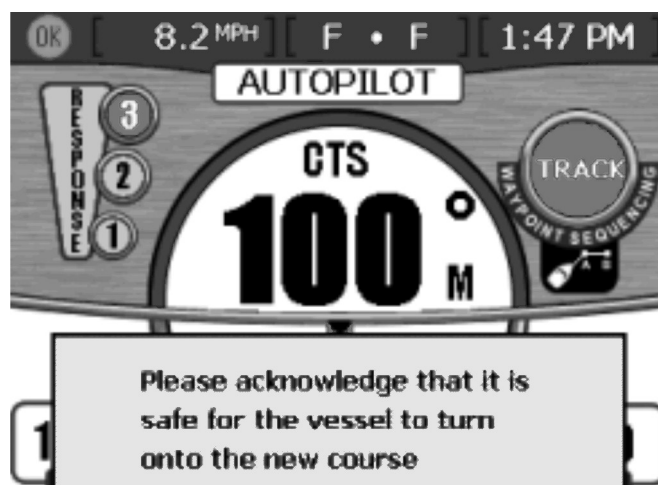 OK [ 8.2 MPH ] [ F • F ] [ 1:47 PM ]
AUTOPILOT
RESPONSE
3
2
1
CTS
100°
M
TRACK
WAYPOINT SEQUENCING
A B
Please acknowledge that it is
safe for the vessel to turn
onto the new course